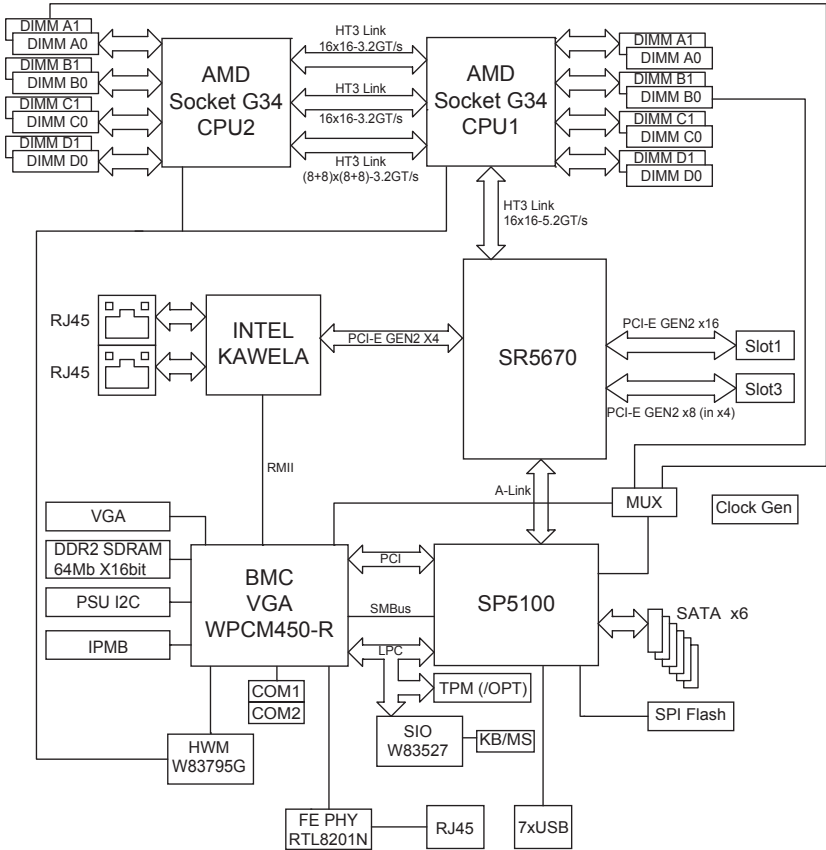 DIMM A1
DIMM A0
DIMM B1
DIMM B0
DIMM C1
DIMM C0
DIMM D1
DIMM D0
AMD
Socket G34
CPU2
HT3 Link
16x16-3.2GT/s
HT3 Link
16x16-3.2GT/s
HT3 Link
(8+8)x(8+8)-3.2GT/s
AMD
Socket G34
CPU1
DIMM A1
DIMM A0
DIMM B1
DIMM B0
DIMM C1
DIMM C0
DIMM D1
DIMM D0
HT3 Link
16x16-5.2GT/s
RJ45
RJ45
INTEL
KAWELA
PCI-E GEN2 X4
SR5670
PCI-E GEN2 x16
Slot1
Slot3
PCI-E GEN2 x8 (in x4)
RMII
A-Link
MUX
Clock Gen
VGA
DDR2 SDRAM
64Mb X16bit
PSU I2C
IPMB
BMC
VGA
WPCM450-R
PCI
SMBus
LPC
SP5100
SATA x6
COM1
COM2
TPM (/OPT)
SPI Flash
HWM
W83795G
SIO
W83527
KB/MS
FE PHY
RTL8201N
RJ45
7xUSB